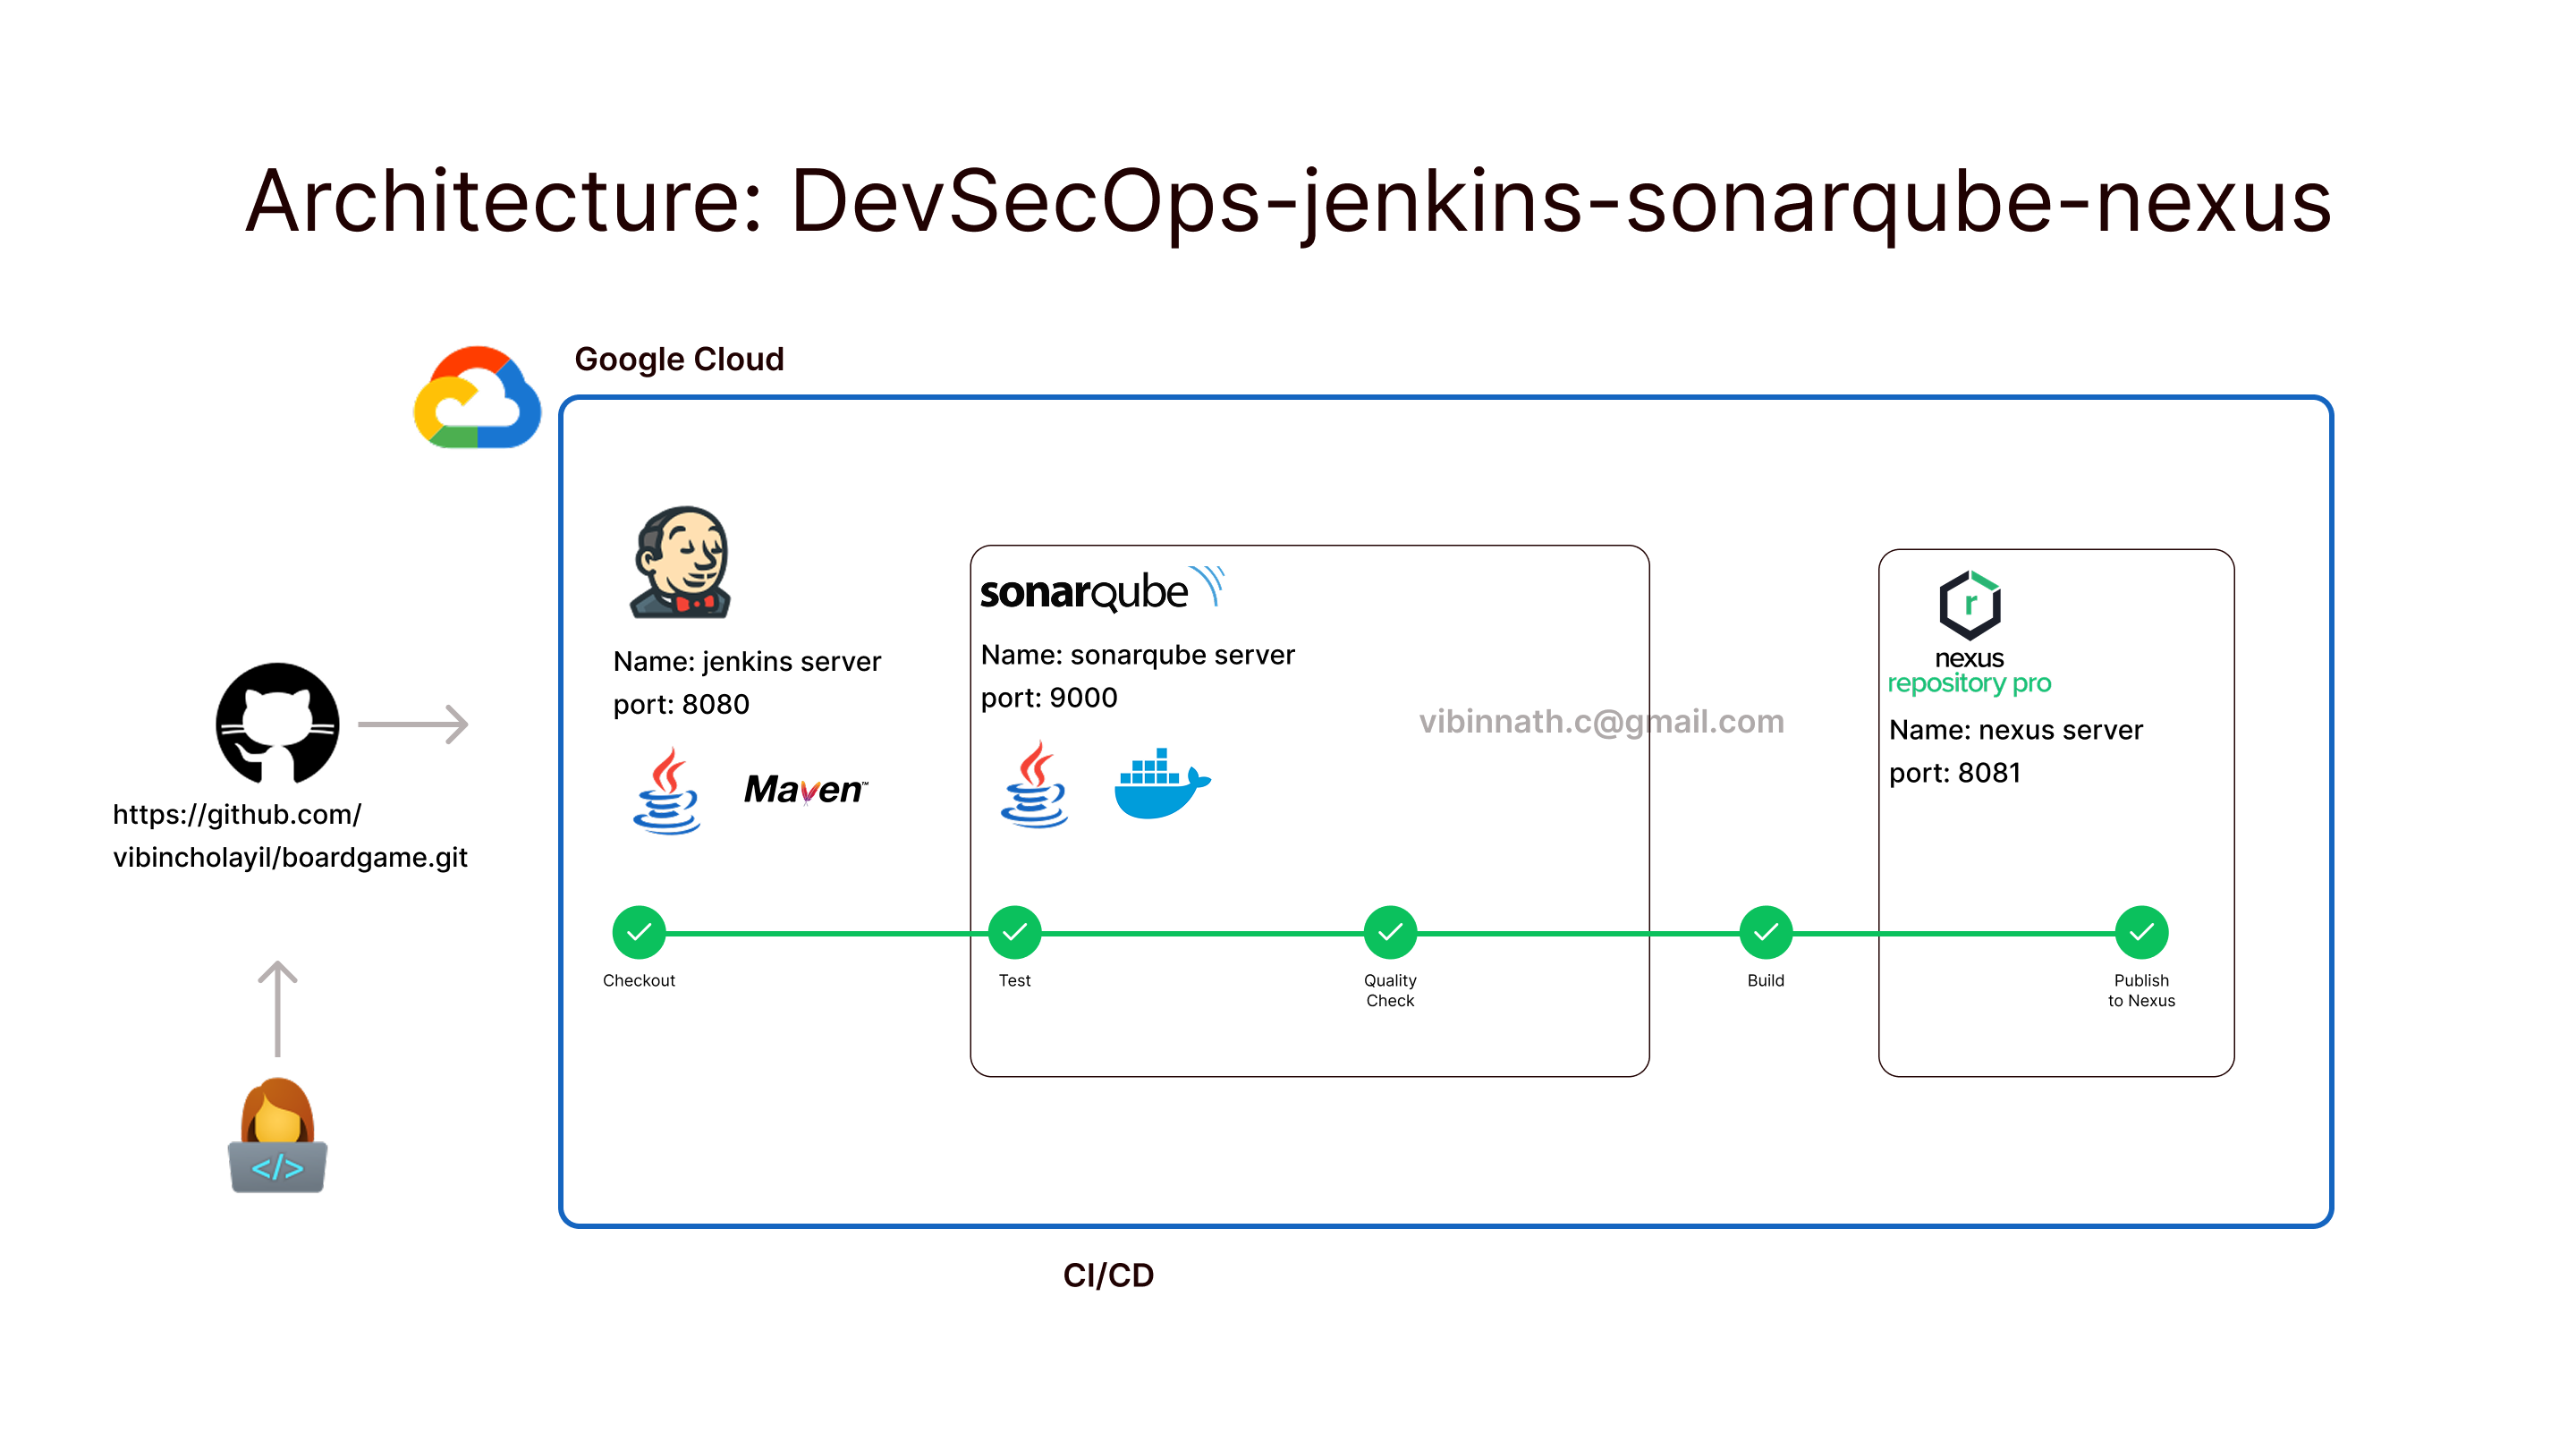 Architecture: DevSecOps-jenkins-sonarqube-nexus
Google Cloud
Name: jenkins server
port: 8080
Maven™
sonarqube
Name: sonarqube server
port: 9000
vibinnath.c@gmail.com
r
nexus
repository pro
Name: nexus server
port: 8081
https://github.com/
vibincholayil/boardgame.git
Checkout
Test
Quality
Check
Build
Publish
to Nexus
</>
CI/CD